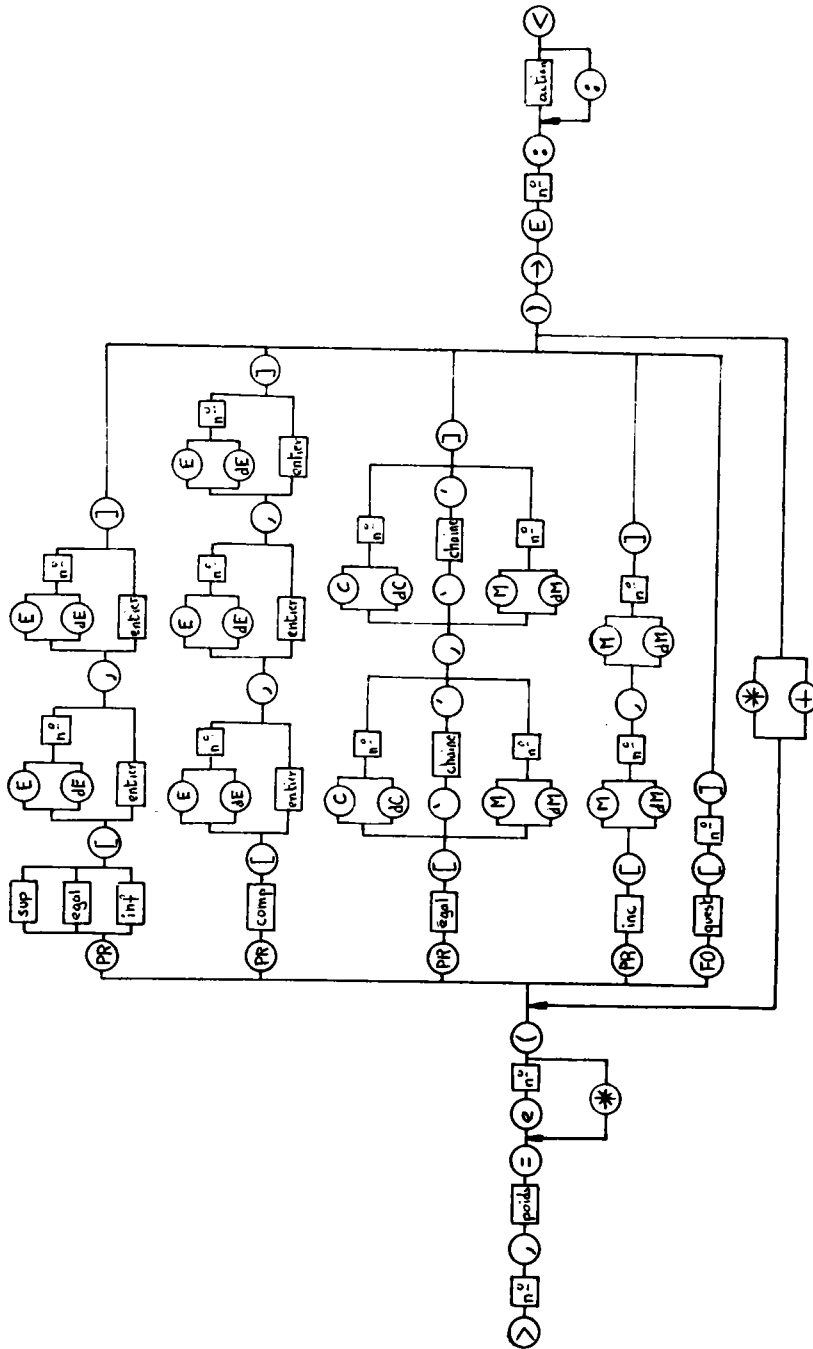 > n° , poids = e n° (
*
PR sup egal inf [ E dE n° entier , E dE n° entier ]
PR comp [ E dE n° entier , E dE n° entier , E dE n° entier ]
PR égal [ C dC n° ' chaine ' M dM n° , C dC n° ' chaine ' M dM n° ]
PR inc [ M dM n° , M dM n° ]
FO quest [ n° ]
* +
) → E n° : action <
: